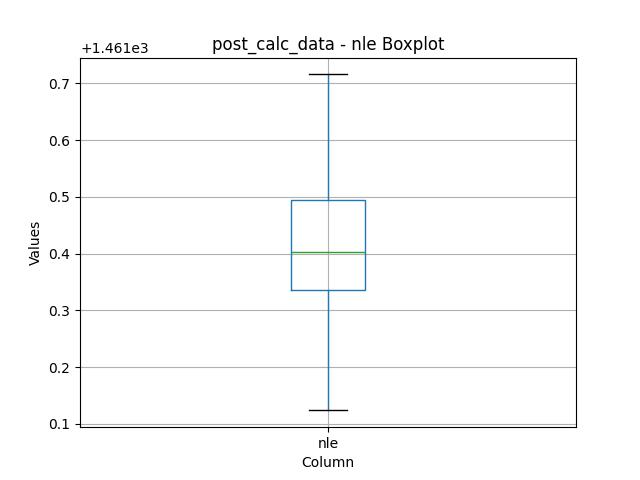 post_calc_data - nle Boxplot
+1.461e3
0.7
0.6
0.5
0.4
0.3
0.2
0.1
Values
nle
Column